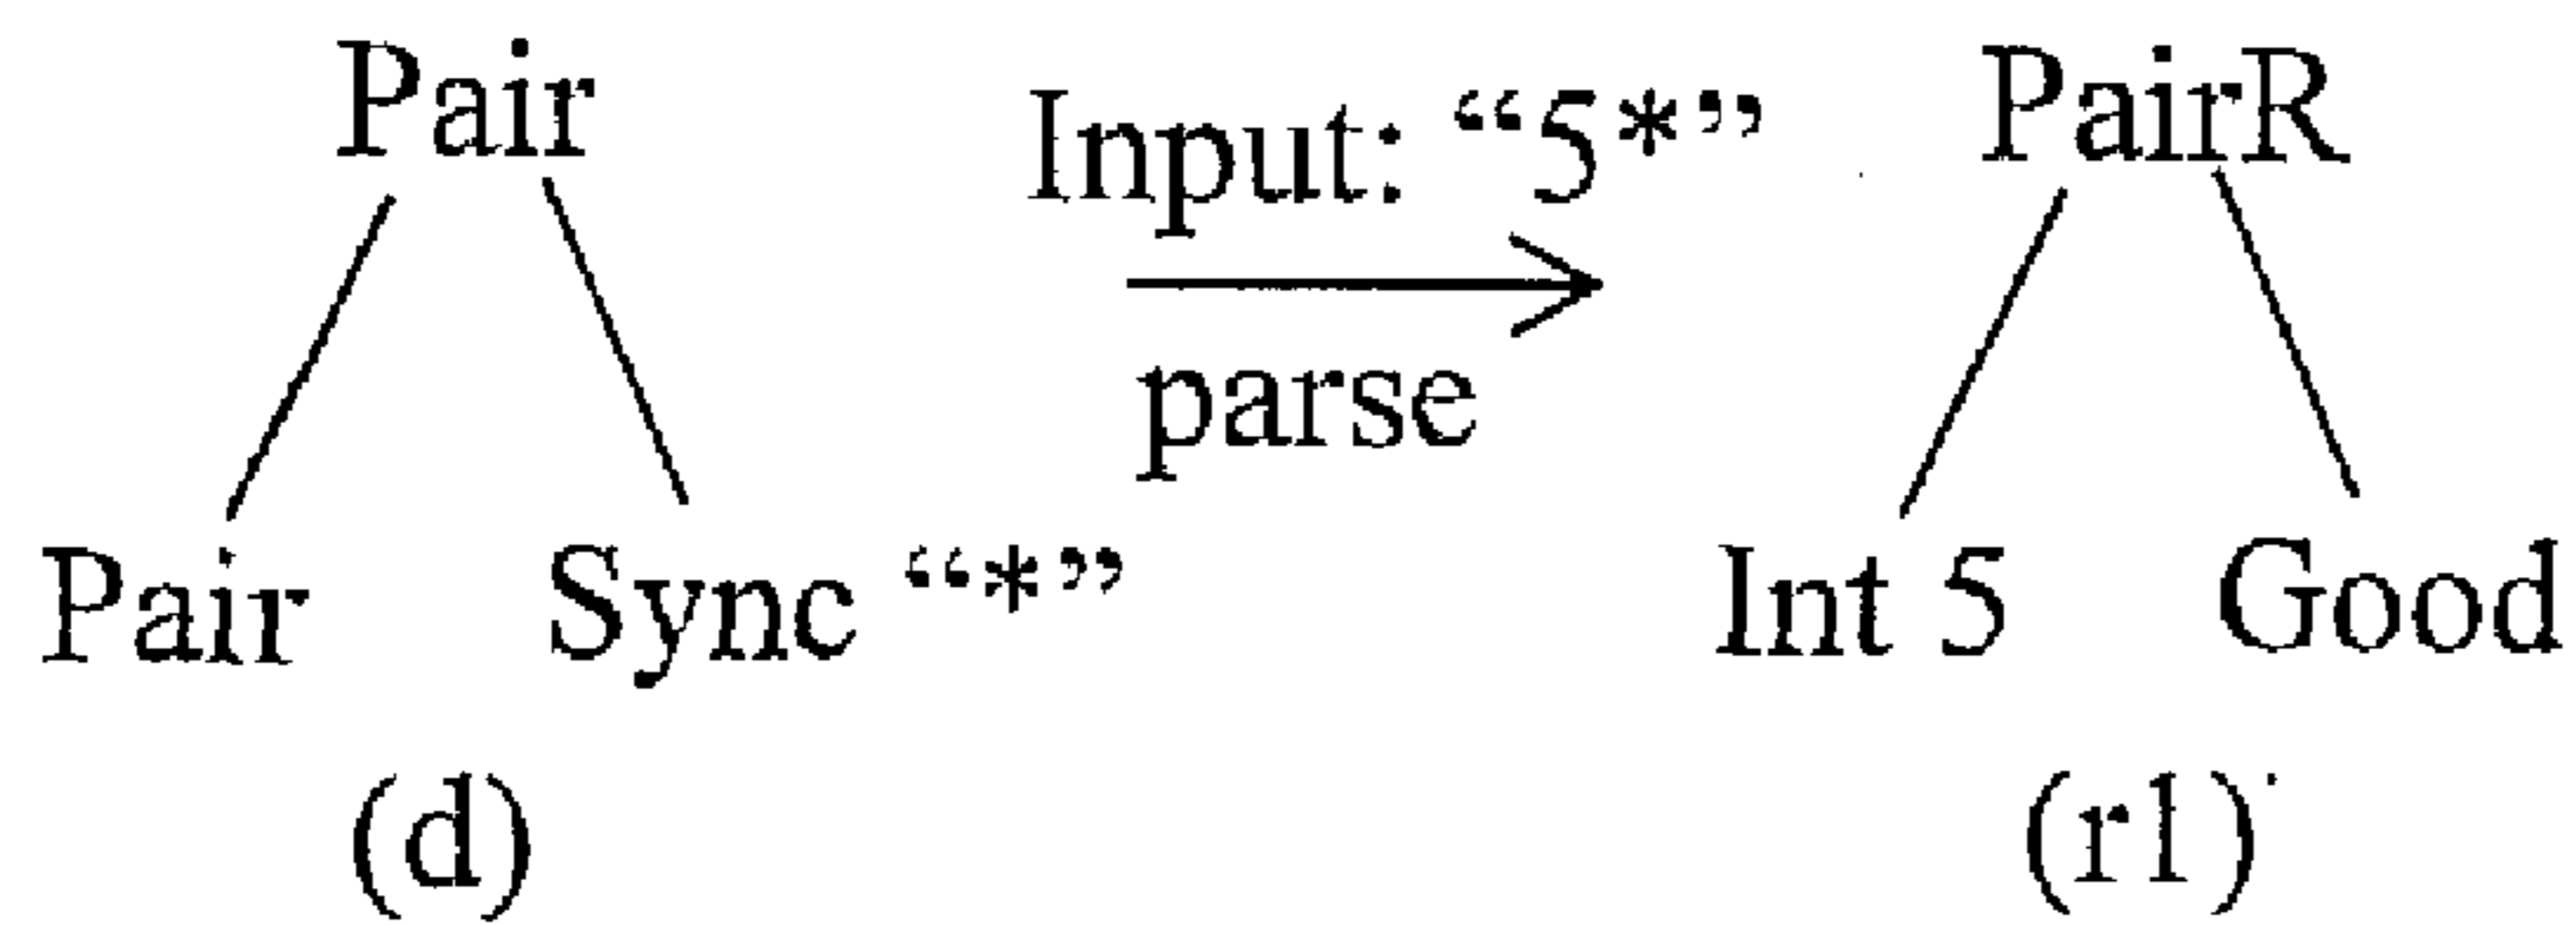 Pair
Input: “5*”
PairR
parse
Pair
Sync “*”
Int 5
Good
(d)
(r1)